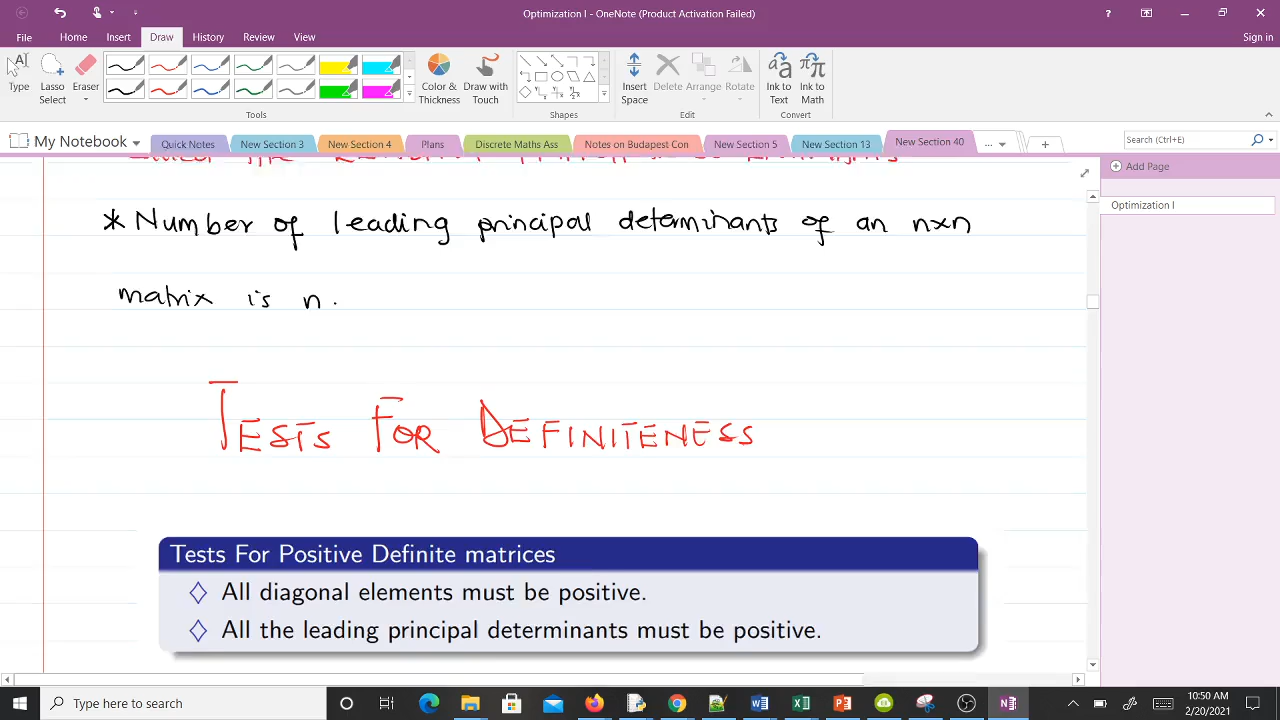 Optimization I - OneNote (Product Activation Failed)
File Home Insert Draw History Review View
Sign in
Type Lasso Select Eraser Color & Thickness Draw with Touch Insert Space Delete Arrange Rotate Ink to Text Ink to Math
Tools Shapes Edit Convert
My Notebook Quick Notes New Section 3 New Section 4 Plans Discrete Maths Ass Notes on Budapest Con New Section 5 New Section 13 New Section 40 ... Search (Ctrl+E)
Add Page
Optimization I
* Number of leading principal determinants of an nxn
matrix is n.
TESTS FOR DEFINITENESS
Tests For Positive Definite matrices
All diagonal elements must be positive.
All the leading principal determinants must be positive.
Type here to search
10:50 AM
2/20/2021